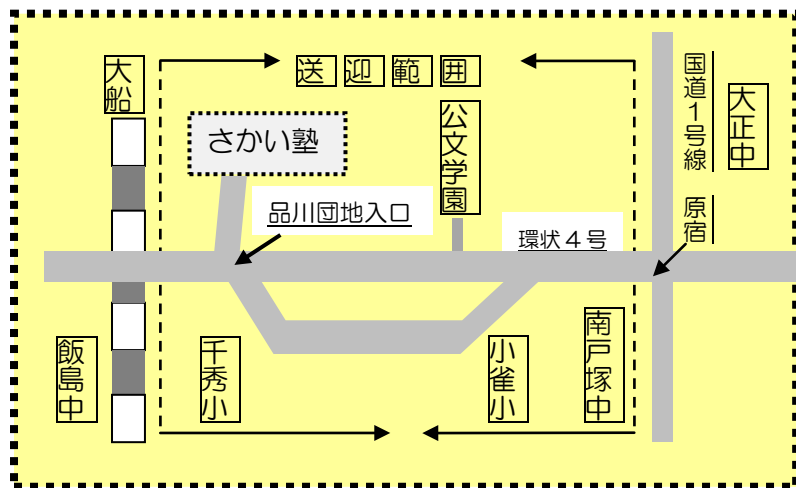 送迎範囲
大船
さかい塾
公文学園
国道1号線
大正中
品川団地入口
環状4号
原宿
飯島中
千秀小
小雀小
南戸塚中